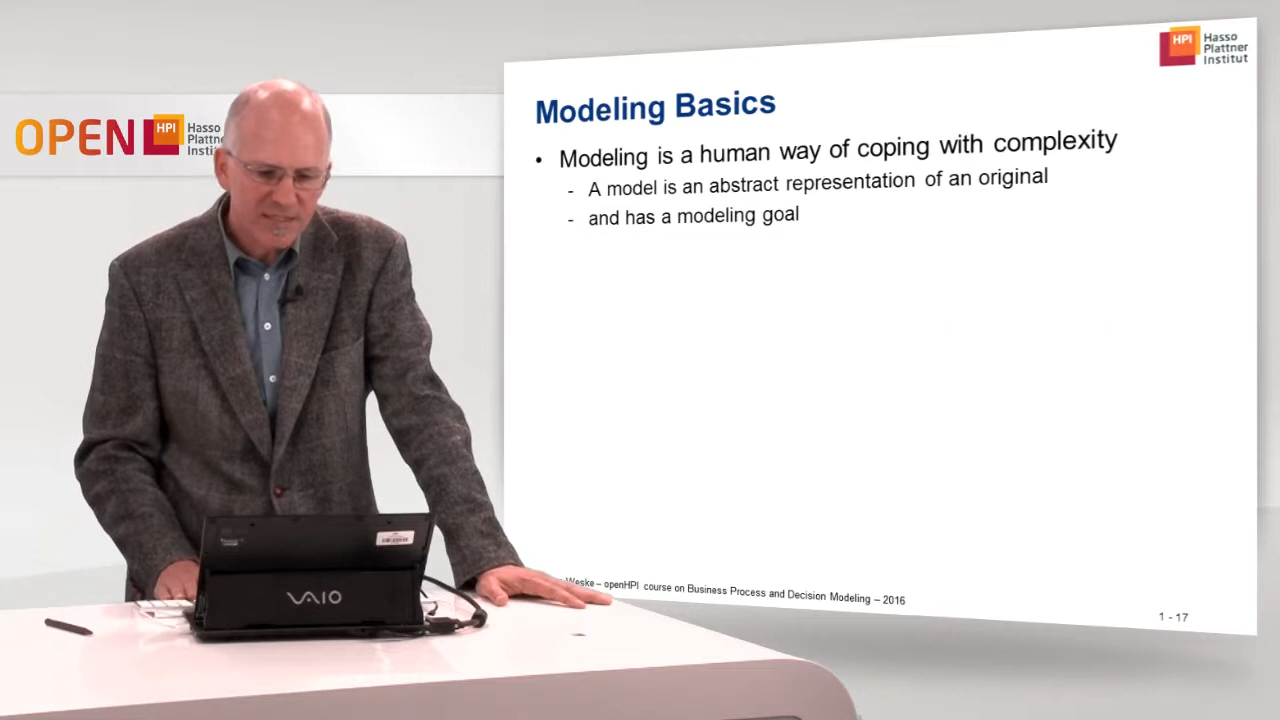 OPEN
HPI
Hasso
Plattne
Institut
HPI
Hasso
Plattner
Institut
Modeling Basics
• Modeling is a human way of coping with complexity
- A model is an abstract representation of an original
- and has a modeling goal
Weske – openHPI course on Business Process and Decision Modeling – 2016
1 - 17
VAIO